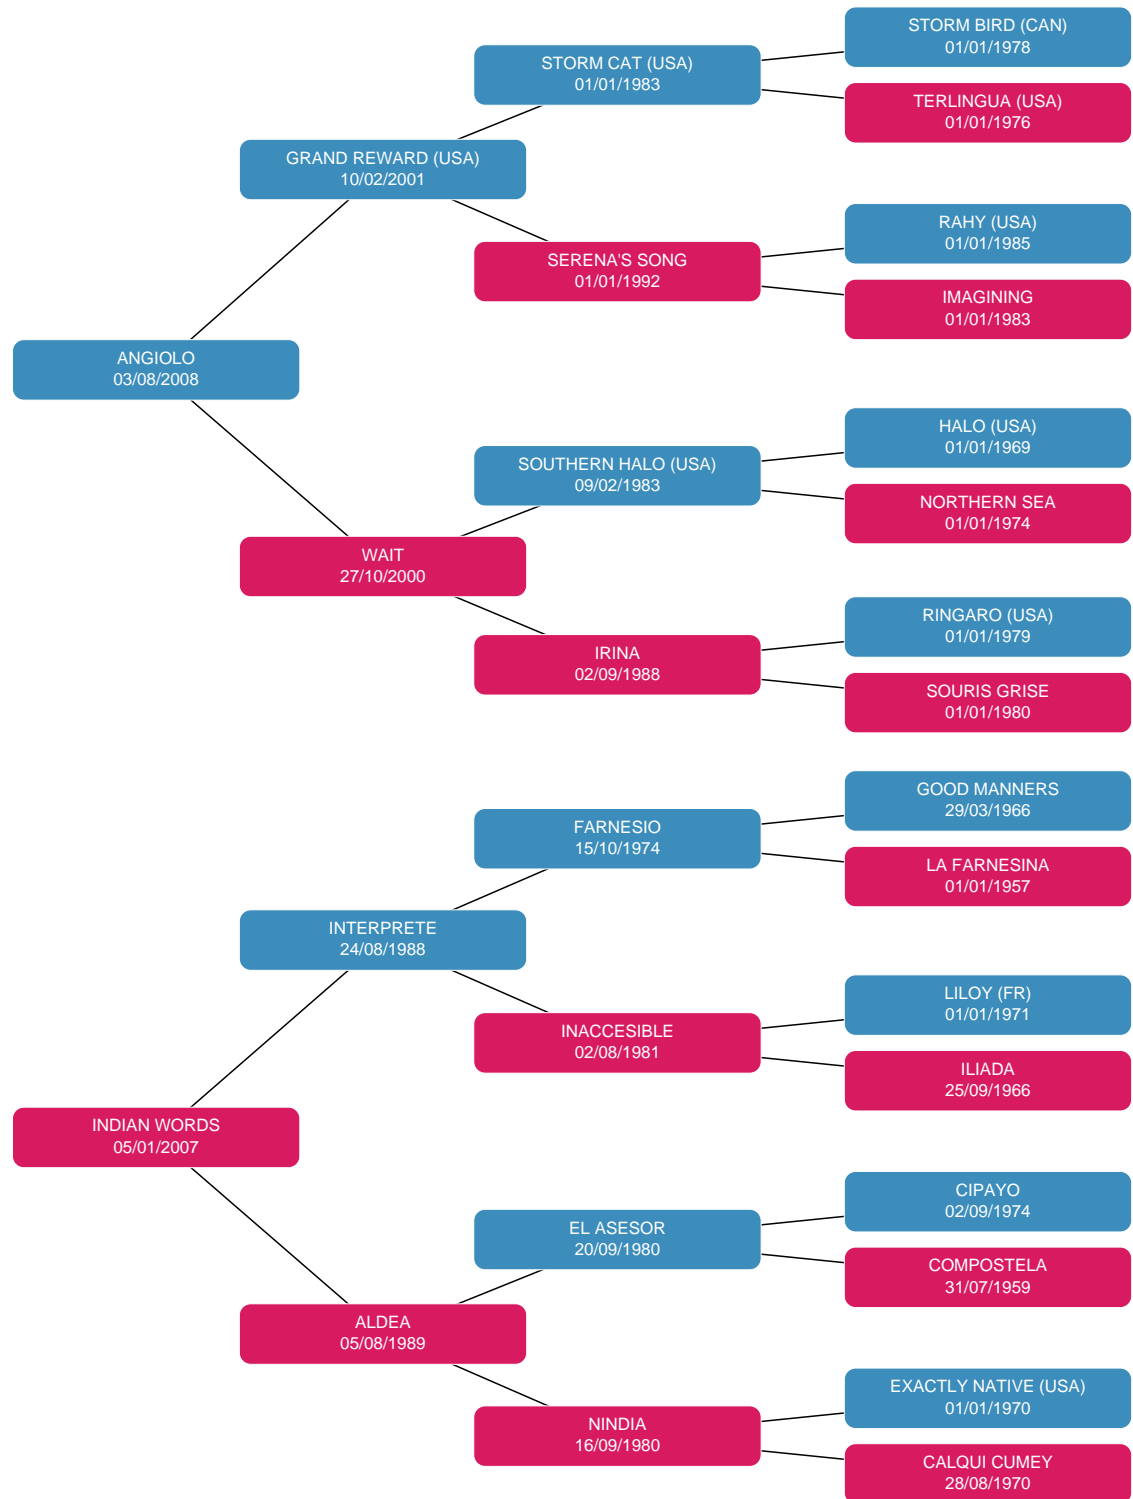 STORM BIRD (CAN)
01/01/1978
STORM CAT (USA)
01/01/1983
TERLINGUA (USA)
01/01/1976
GRAND REWARD (USA)
10/02/2001
RAHY (USA)
01/01/1985
SERENA'S SONG
01/01/1992
IMAGINING
01/01/1983
ANGIOLO
03/08/2008
HALO (USA)
01/01/1969
SOUTHERN HALO (USA)
09/02/1983
NORTHERN SEA
01/01/1974
WAIT
27/10/2000
RINGARO (USA)
01/01/1979
IRINA
02/09/1988
SOURIS GRISE
01/01/1980
GOOD MANNERS
29/03/1966
FARNESIO
15/10/1974
LA FARNESINA
01/01/1957
INTERPRETE
24/08/1988
LILOY (FR)
01/01/1971
INACCESIBLE
02/08/1981
ILIADA
25/09/1966
INDIAN WORDS
05/01/2007
CIPAYO
02/09/1974
EL ASESOR
20/09/1980
COMPOSTELA
31/07/1959
ALDEA
05/08/1989
EXACTLY NATIVE (USA)
01/01/1970
NINDIA
16/09/1980
CALQUI CUMEY
28/08/1970